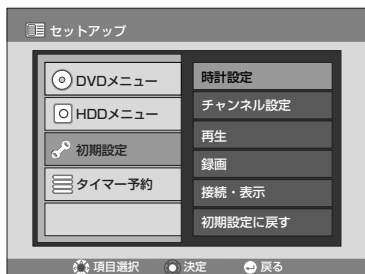 セットアップ
DVDメニュー
HDDメニュー
初期設定
タイマー予約
時計設定
チャンネル設定
再生
録画
接続・表示
初期設定に戻す
項目選択 決定 戻る